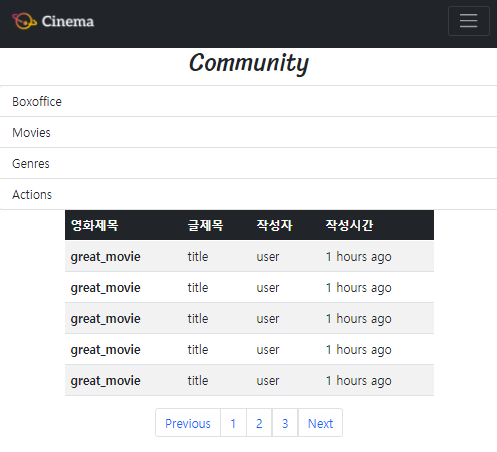 Cinema
Community
Boxoffice
Movies
Genres
Actions
영화제목 글제목 작성자 작성시간
great_movie title user 1 hours ago
great_movie title user 1 hours ago
great_movie title user 1 hours ago
great_movie title user 1 hours ago
great_movie title user 1 hours ago
Previous 1 2 3 Next